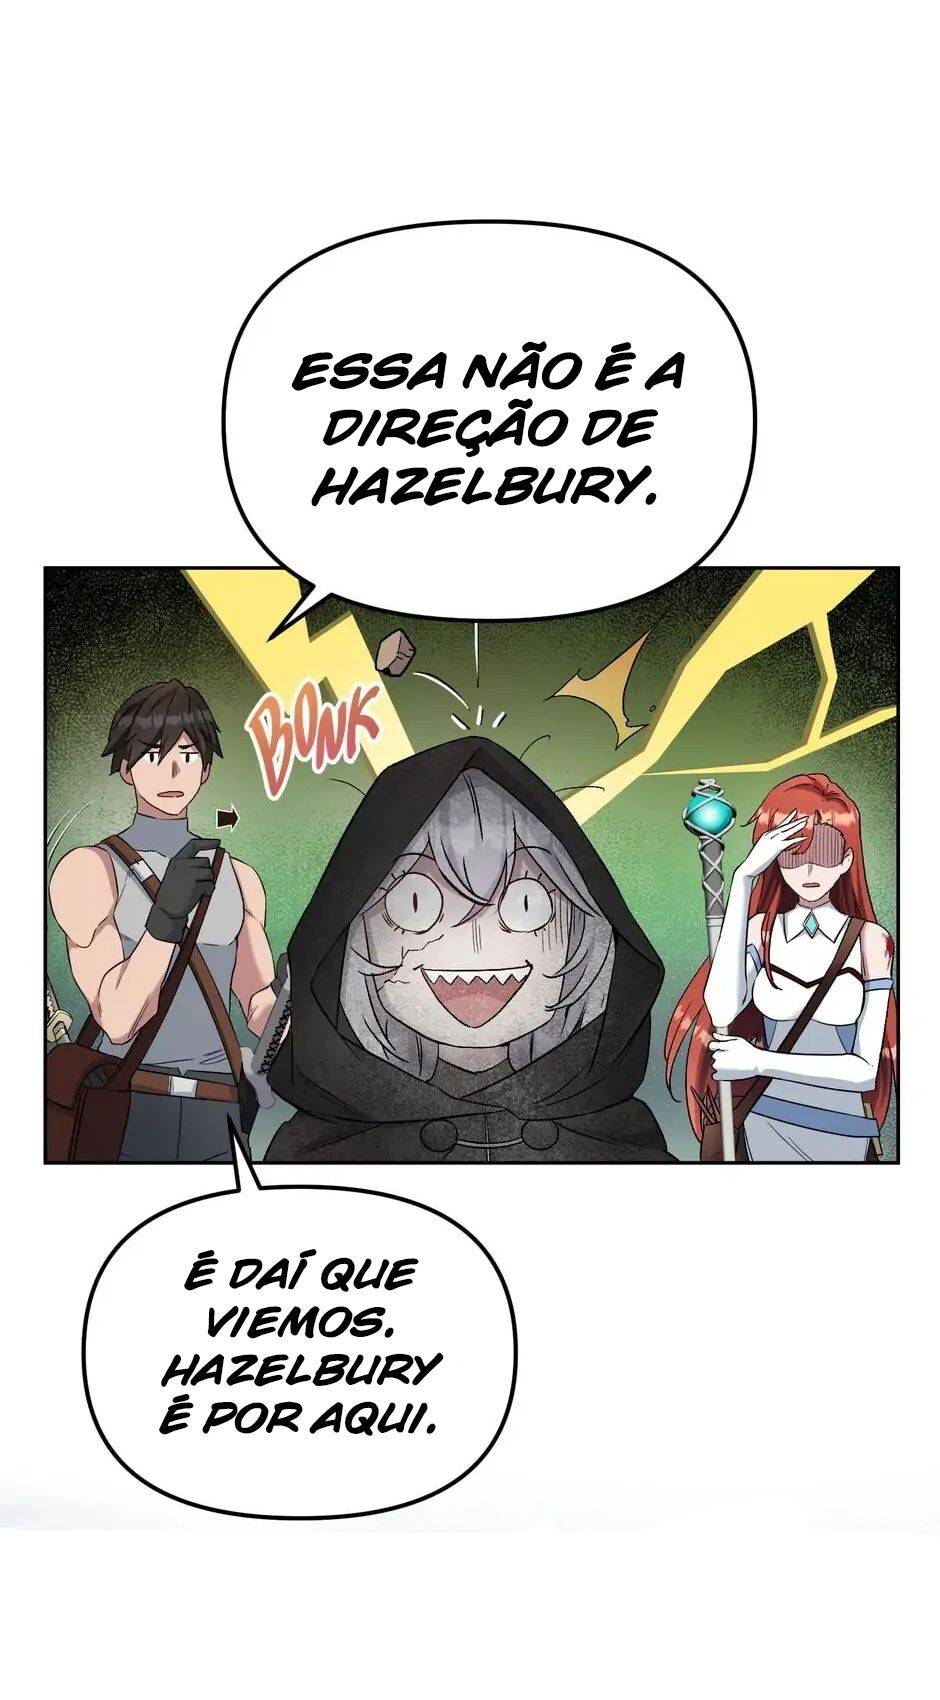 ESSA NÃO É A
DIREÇÃO DE
HAZELBURY.
BONK
É DAÍ QUE
VIEMOS.
HAZELBURY
É POR AQUI.